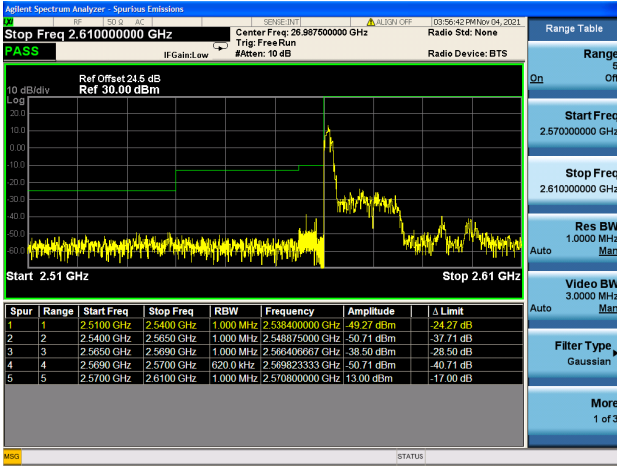 Agilent Spectrum Analyzer - Spurious Emissions
RF 50 Ω AC SENSE:INT ALIGN OFF 03:56:42 PM Nov 04, 2021
Stop Freq 2.610000000 GHz
Center Freq: 26.987500000 GHz
Radio Std: None
Trig: Free Run
PASS
IFGain:Low
#Atten: 10 dB
Radio Device: BTS
Ref Offset 24.5 dB
10 dB/div
Ref 30.00 dBm
Log
20.0
10.0
0.00
-10.0
-20.0
-30.0
-40.0
-50.0
-60.0
Start 2.51 GHz
Stop 2.61 GHz
Spur Range Start Freq Stop Freq RBW Frequency Amplitude Δ Limit
1 1 2.5100 GHz 2.5400 GHz 1.000 MHz 2.538400000 GHz -49.27 dBm -24.27 dB
2 2 2.5400 GHz 2.5650 GHz 1.000 MHz 2.548875000 GHz -50.71 dBm -37.71 dB
3 3 2.5650 GHz 2.5690 GHz 1.000 MHz 2.566406667 GHz -38.50 dBm -28.50 dB
4 4 2.5690 GHz 2.5700 GHz 620.0 kHz 2.569823333 GHz -50.71 dBm -40.71 dB
5 5 2.5700 GHz 2.6100 GHz 1.000 MHz 2.570800000 GHz 13.00 dBm -17.00 dB
MSG
STATUS
Range Table
Range
5
On Off
Start Freq
2.570000000 GHz
Stop Freq
2.610000000 GHz
Res BW
1.0000 MHz
Auto Man
Video BW
3.0000 MHz
Auto Man
Filter Type
Gaussian
More
1 of 3